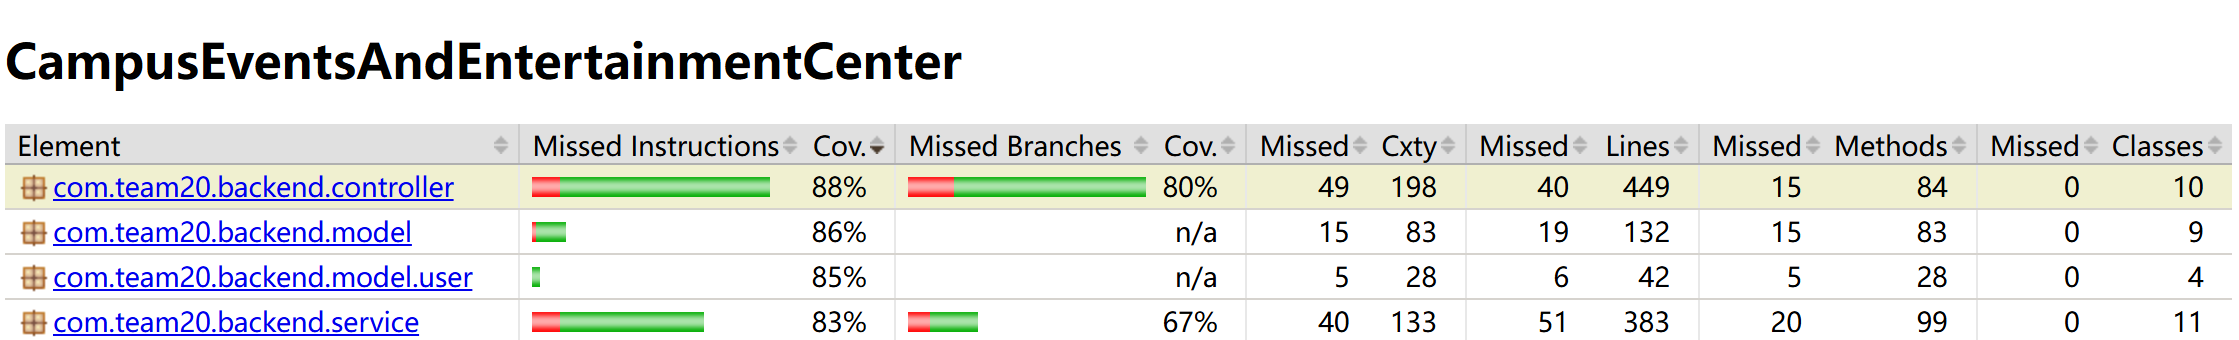 CampusEventsAndEntertainmentCenter
Element Missed Instructions Cov. Missed Branches Cov. Missed Cxty Missed Lines Missed Methods Missed Classes
com.team20.backend.controller 88% 80% 49 198 40 449 15 84 0 10
com.team20.backend.model 86% n/a 15 83 19 132 15 83 0 9
com.team20.backend.model.user 85% n/a 5 28 6 42 5 28 0 4
com.team20.backend.service 83% 67% 40 133 51 383 20 99 0 11